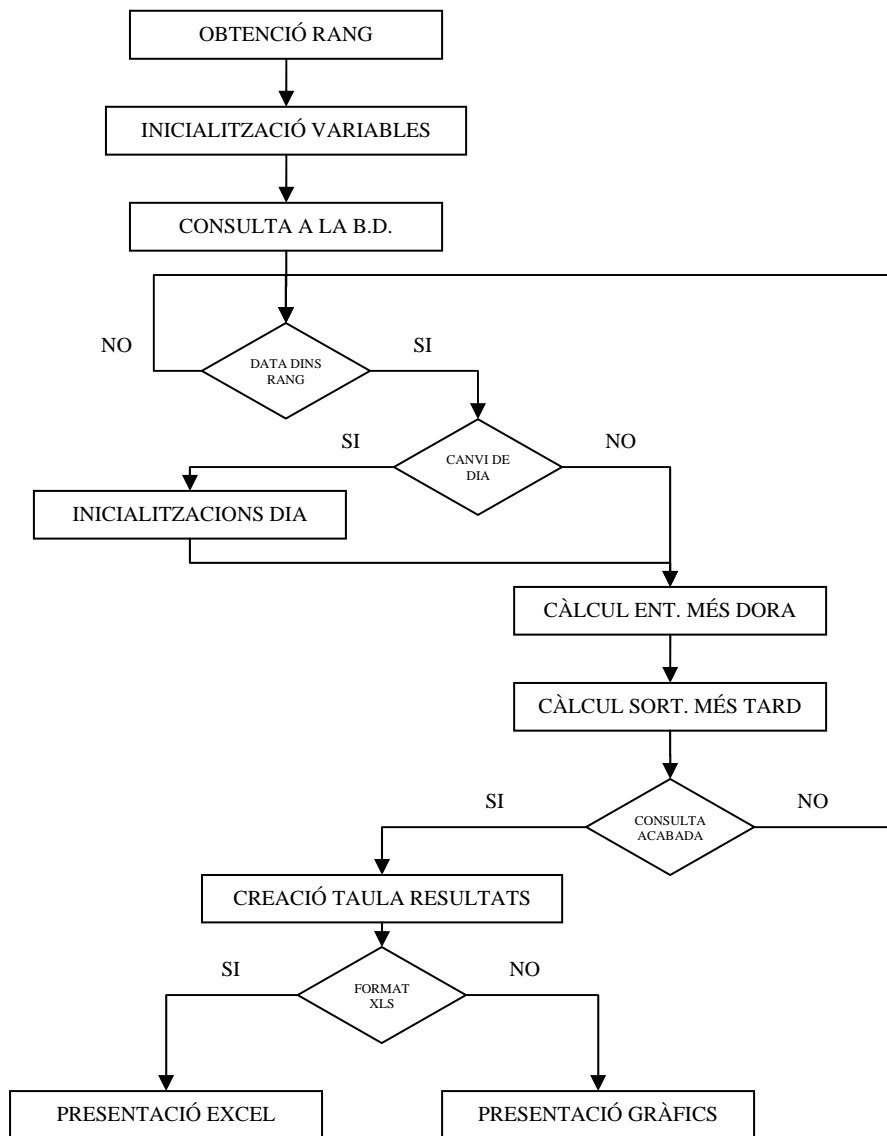 OBTENCIÓ RANG
INICIALITZACIÓ VARIABLES
CONSULTA A LA B.D.
NO
SI
DATA DINS
RANG
SI
NO
CANVI DE
DIA
INICIALITZACIONS DIA
CÀLCUL ENT. MÉS DORA
CÀLCUL SORT. MÉS TARD
SI
NO
CONSULTA
ACABADA
CREACIÓ TAULA RESULTATS
SI
NO
FORMAT
XLS
PRESENTACIÓ EXCEL
PRESENTACIÓ GRÀFICS